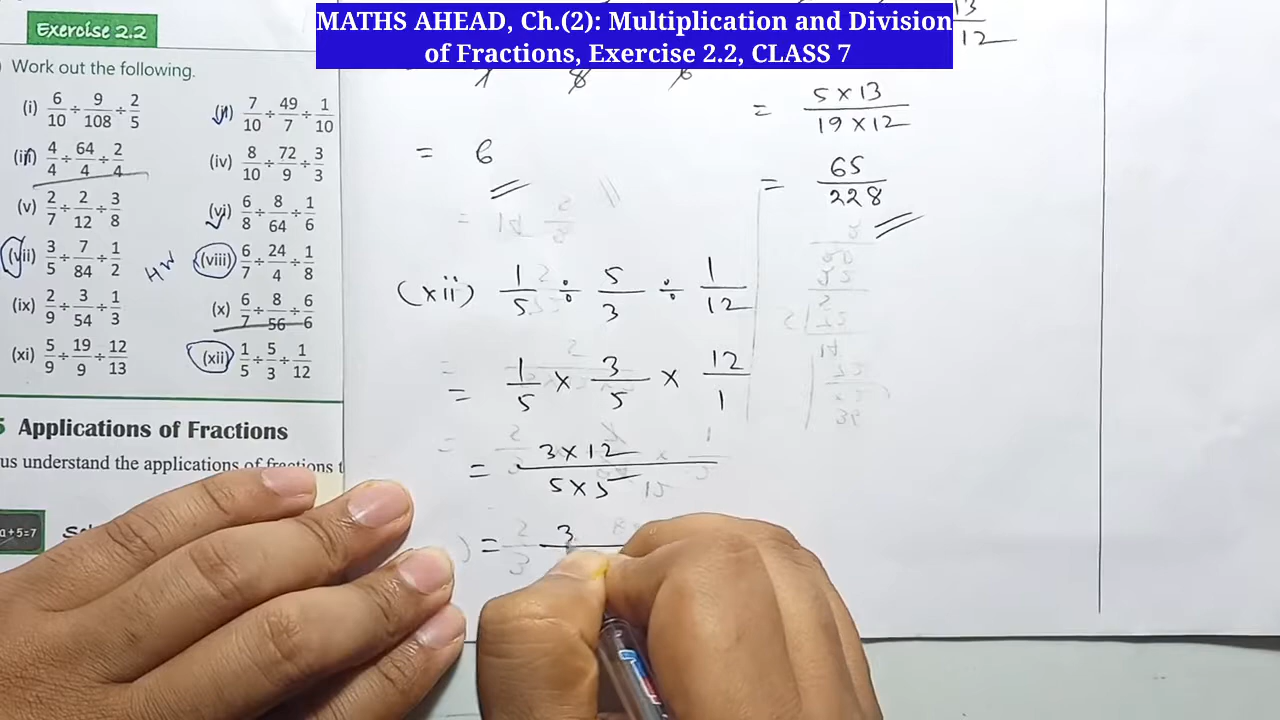 MATHS AHEAD, Ch.(2): Multiplication and Division
of Fractions, Exercise 2.2, CLASS 7
Exercise 2.2
Work out the following.
(i) 6/10 ÷ 9/108 ÷ 2/5
(ii) 7/10 ÷ 49/7 ÷ 1/10
(iii) 4/4 ÷ 64/4 ÷ 2/4
(iv) 8/10 ÷ 72/9 ÷ 3/3
(v) 2/7 ÷ 2/12 ÷ 3/8
(vi) 6/8 ÷ 8/64 ÷ 1/6
(vii) 3/5 ÷ 7/84 ÷ 1/2
HW
(viii) 6/7 ÷ 24/4 ÷ 1/8
(ix) 2/9 ÷ 3/54 ÷ 1/3
(x) 6/7 ÷ 8/56 ÷ 6/6
(xi) 5/9 ÷ 19/9 ÷ 12/13
(xii) 1/5 ÷ 5/3 ÷ 1/12
5 Applications of Fractions
us understand the applications of fractions t
a+5=7
= 6
13/12
= 5 × 13 / 19 × 12
= 65/228
(xii) 1/5 ÷ 5/3 ÷ 1/12
= 1/5 × 3/5 × 12/1
= 3 × 12 / 5 × 5
= 3